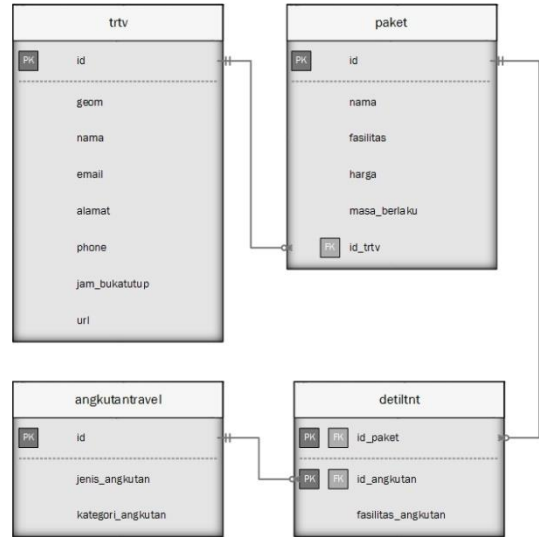 trtv
PK id
geom
nama
email
alamat
phone
jam_bukatutup
url
paket
PK id
nama
fasilitas
harga
masa_berlaku
FK id_trtv
angkutantravel
PK id
jenis_angkutan
kategori_angkutan
detiltnt
PK FK id_paket
PK FK id_angkutan
fasilitas_angkutan